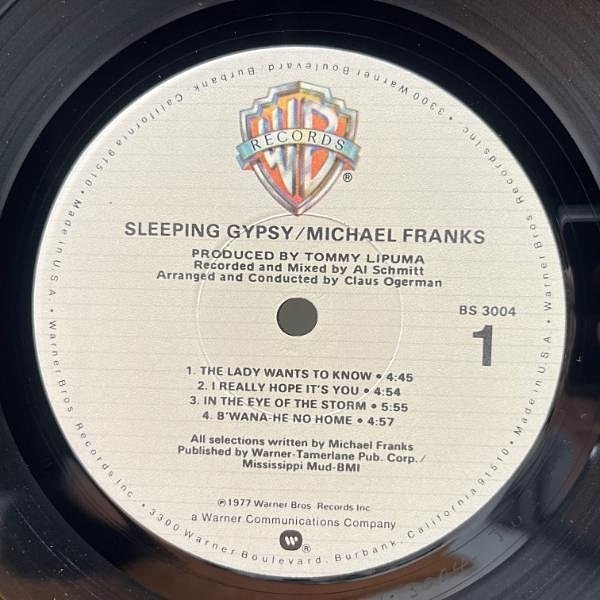 WB
RECORDS
®
SLEEPING GYPSY/MICHAEL FRANKS
PRODUCED BY TOMMY LIPUMA
Recorded and Mixed by Al Schmitt
Arranged and Conducted by Claus Ogerman
BS 3004
1
1. THE LADY WANTS TO KNOW • 4:45
2. I REALLY HOPE IT'S YOU • 4:54
3. IN THE EYE OF THE STORM • 5:55
4. B'WANA-HE NO HOME • 4:57
All selections written by Michael Franks
Published by Warner-Tamerlane Pub. Corp./
Mississippi Mud-BMI
℗1977 Warner Bros. Records Inc
a Warner Communications Company
®
Warner Bros Records Inc • 3300 Warner Boulevard, Burbank, California 91510 • Made in U.S.A. • Warner Bros Records Inc. • 3300 Warner Boulevard, Burbank, California 91510 • Made in U.S.A. •